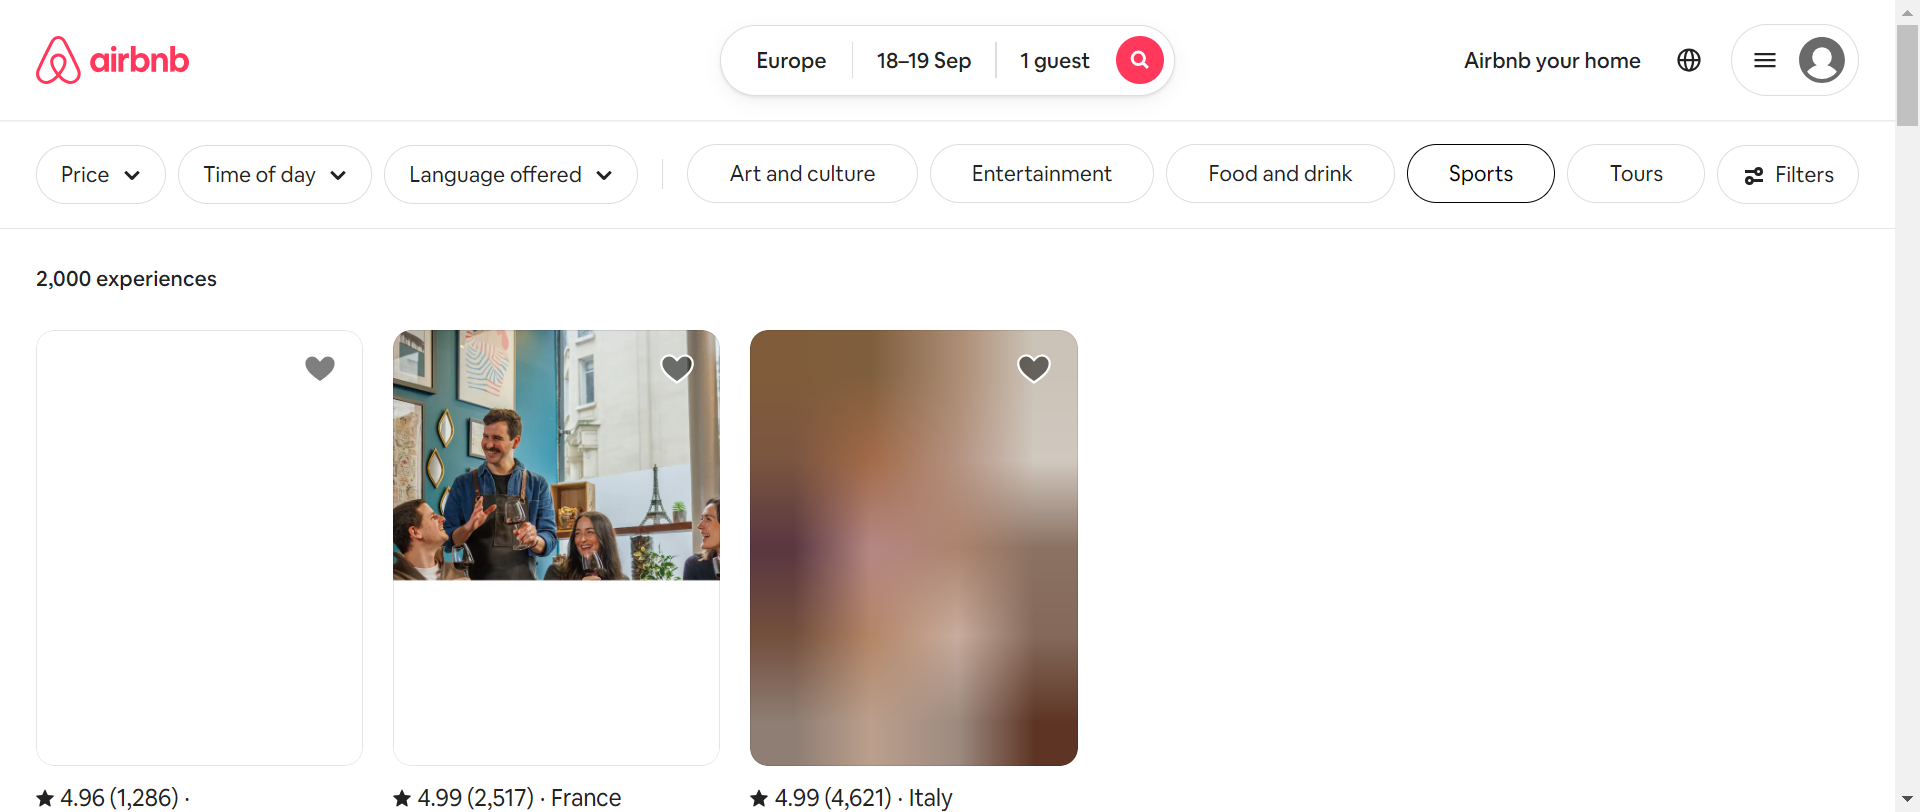 airbnb
Europe
18–19 Sep
1 guest
Airbnb your home
Price
Time of day
Language offered
Art and culture
Entertainment
Food and drink
Sports
Tours
Filters
2,000 experiences
4.96 (1,286) ·
4.99 (2,517) · France
4.99 (4,621) · Italy